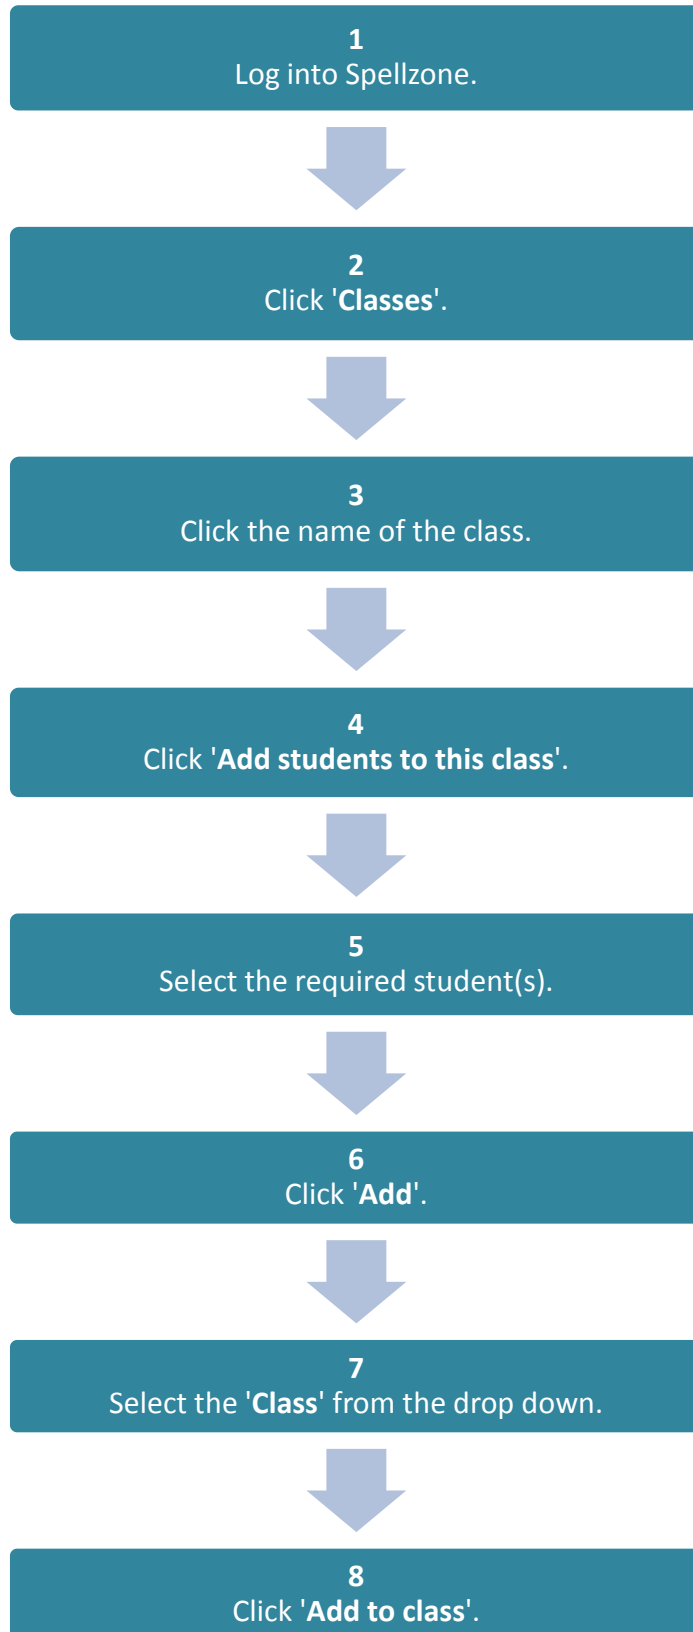 1
Log into Spellzone.
2
Click 'Classes'.
3
Click the name of the class.
4
Click 'Add students to this class'.
5
Select the required student(s).
6
Click 'Add'.
7
Select the 'Class' from the drop down.
8
Click 'Add to class'.